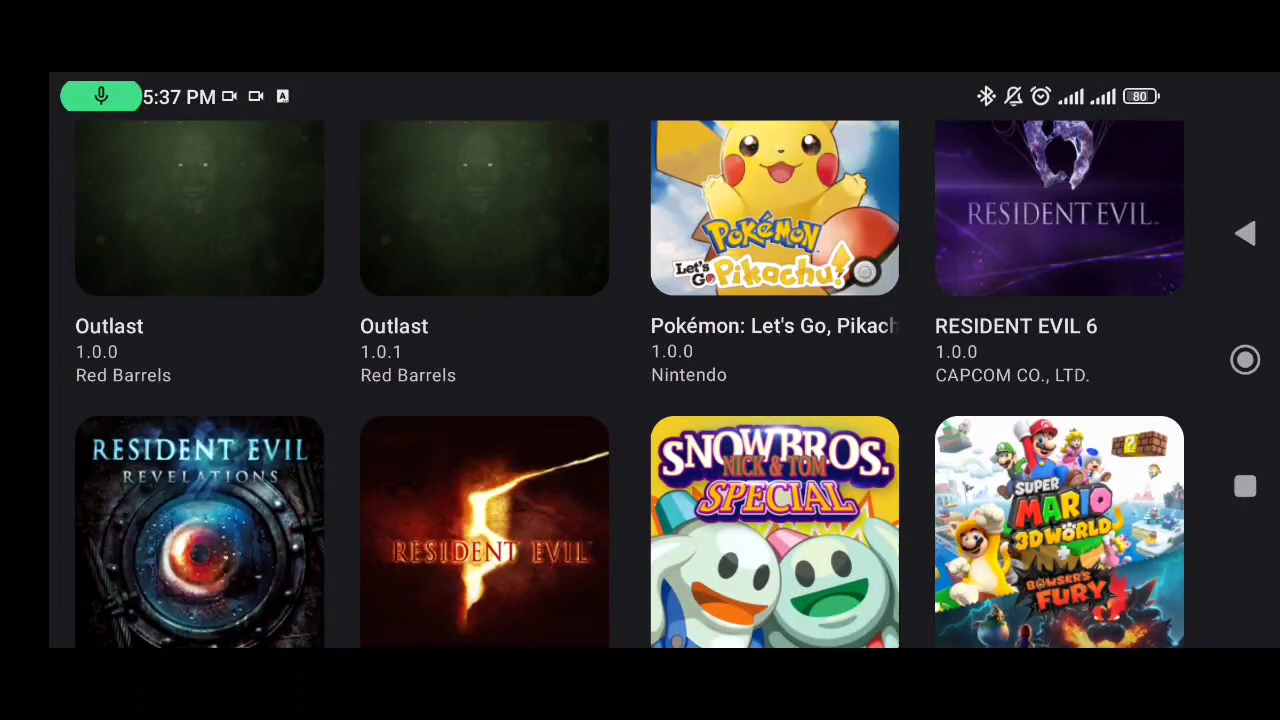 5:37 PM
80
POKÉMON
Let's Go Pikachu!
RESIDENT EVIL
Outlast
1.0.0
Red Barrels
Outlast
1.0.1
Red Barrels
Pokémon: Let's Go, Pikach
1.0.0
Nintendo
RESIDENT EVIL 6
1.0.0
CAPCOM CO., LTD.
RESIDENT EVIL
REVELATIONS
RESIDENT EVIL
SNOWBROS.
NICK & TOM
SPECIAL
SUPER
MARIO
3D WORLD
BOWSER'S
FURY